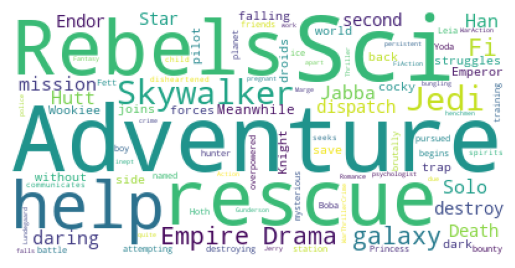 Endor Star falling friends ice second Han
Rebels Sci
mission pilot planet droids world back Yoda Leia Thriller persistent WarAction FiAction Fi struggles
Fantasy child disheartened apart pregnant Marge bungling Emperor
Hutt Fett Skywalker Jabba cocky Jedi
Wookiee joins forces Meanwhile dispatch henchmen training
police crime
Adventure
boy hunter overpowered Knight seeks save brutally pursued begins spirits
inept
without side named mysterious Romance psychologist trap
communicates
help rescue Solo destroy
Hoth Gunderson Boba
daring Empire Drama galaxy Death
Lundegaard falls battle attempting destroying Jerry station Princess dark bounty